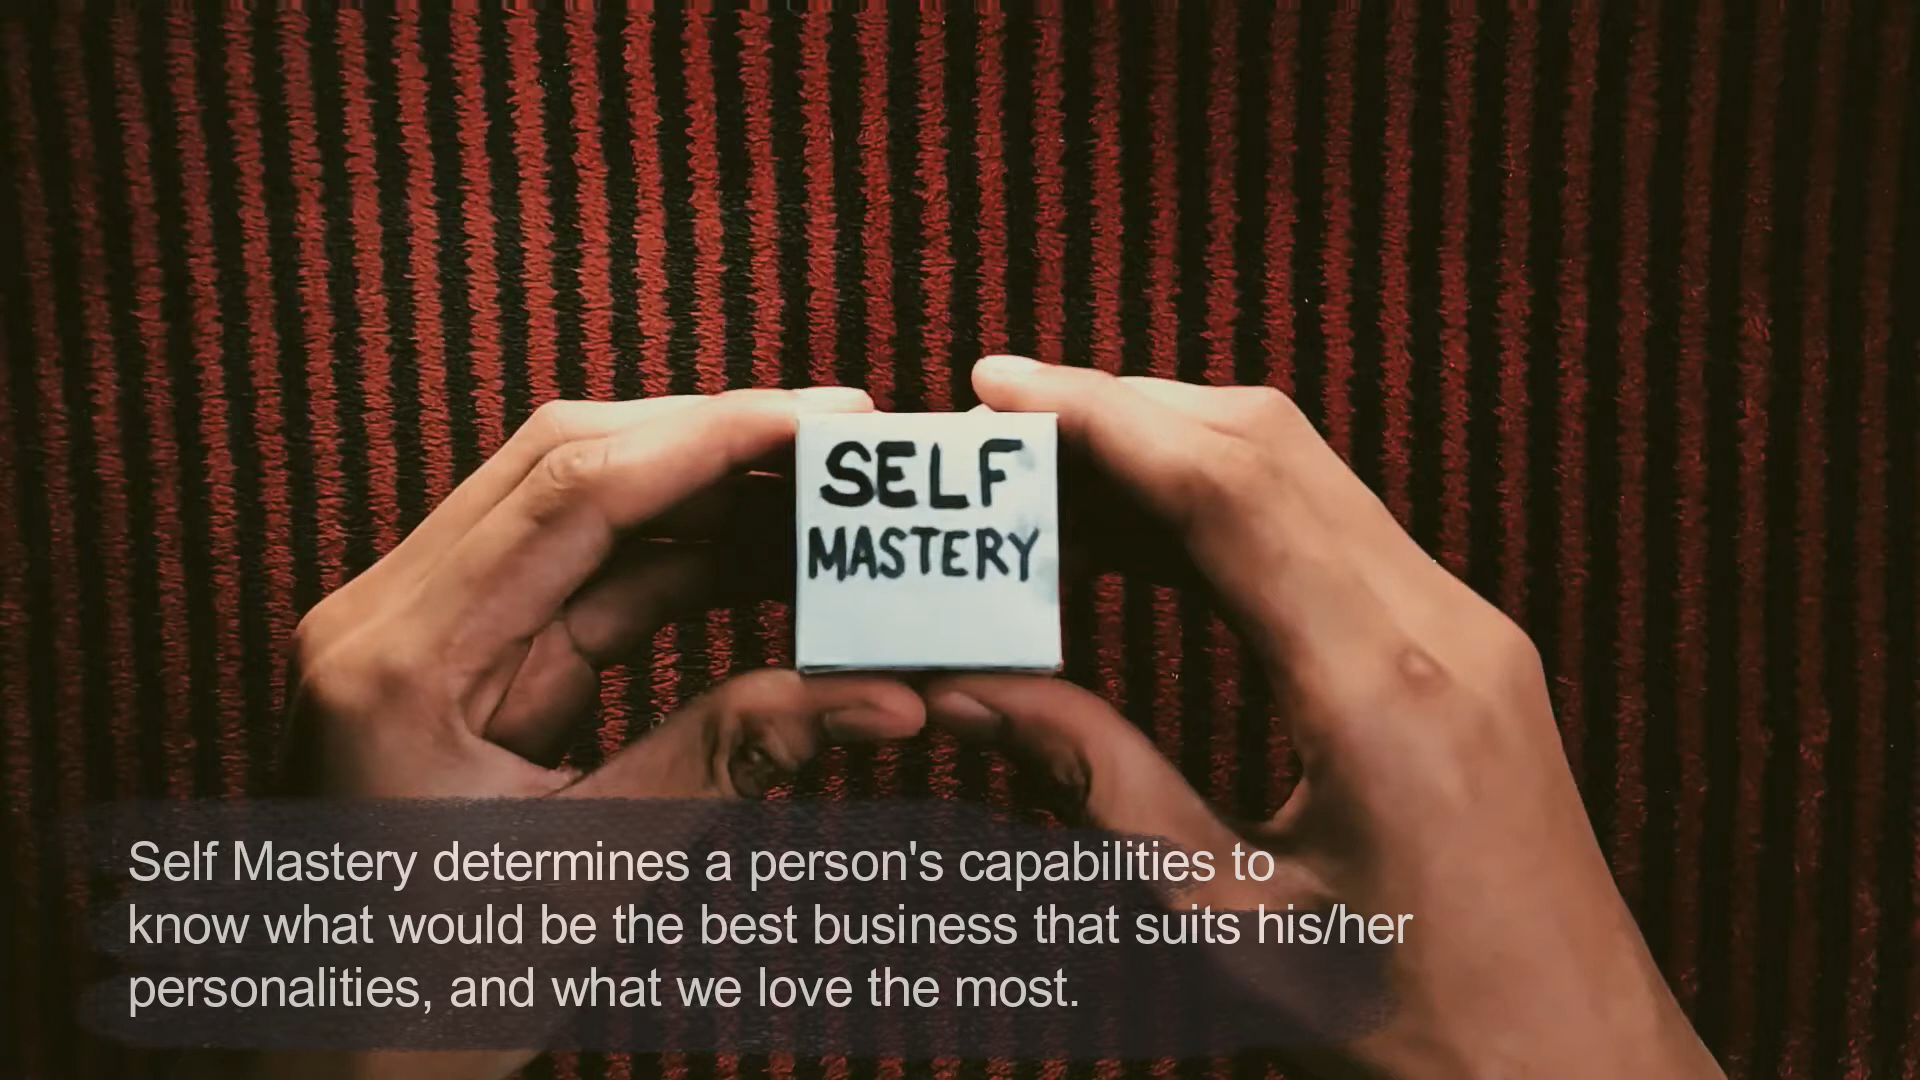 SELF
MASTERY
Self Mastery determines a person's capabilities to
know what would be the best business that suits his/her
personalities, and what we love the most.